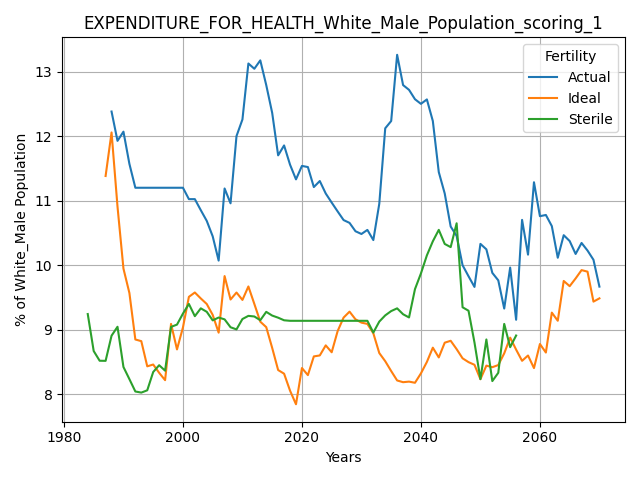 EXPENDITURE_FOR_HEALTH_White_Male_Population_scoring_1
% of White_Male Population
13
12
11
10
9
8
Fertility
Actual
Ideal
Sterile
1980
2000
2020
2040
2060
Years